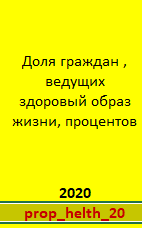 Доля граждан ,
ведущих
здоровый образ
жизни, процентов
2020
prop_helth_20